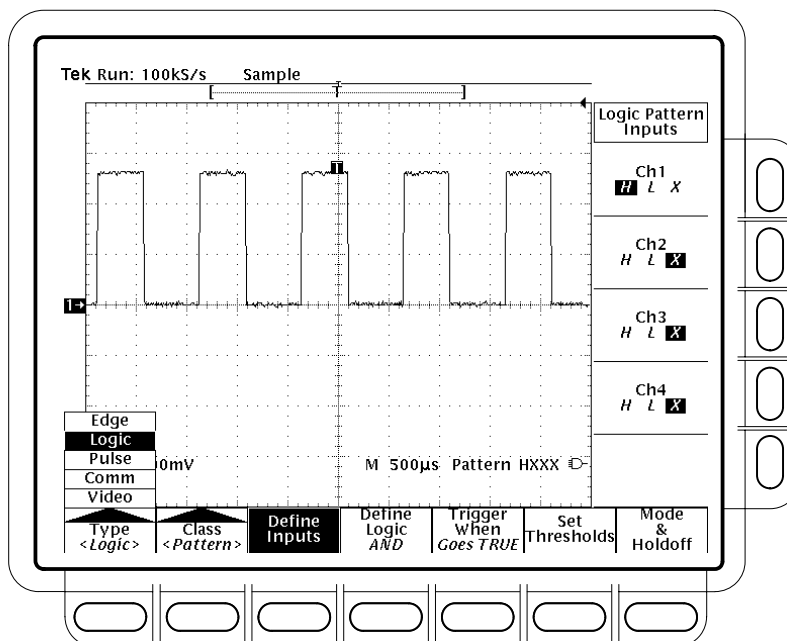 Tek Run: 100kS/s Sample
[ T ]
T
Logic Pattern
Inputs
Ch1
H L X
Ch2
H L X
Ch3
H L X
Ch4
H L X
1→
Edge
Logic
Pulse
Comm
Video
0mV M 500µs Pattern HXXX
Type
<Logic>
Class
<Pattern>
Define
Inputs
Define
Logic
AND
Trigger
When
Goes TRUE
Set
Thresholds
Mode
&
Holdoff